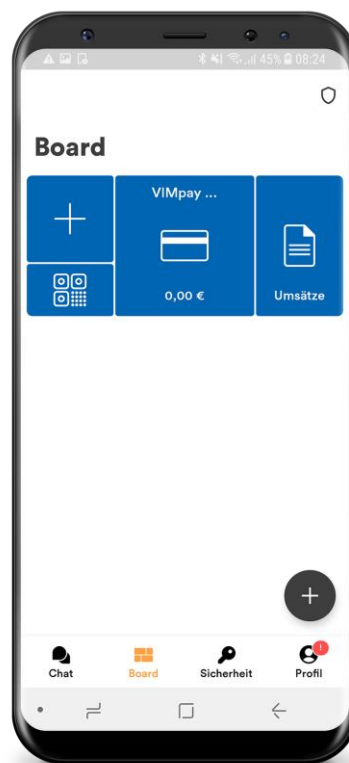 45% 08:24
Board
VIMpay ...
0,00 €
Umsätze
!
Chat
Board
Sicherheit
Profil